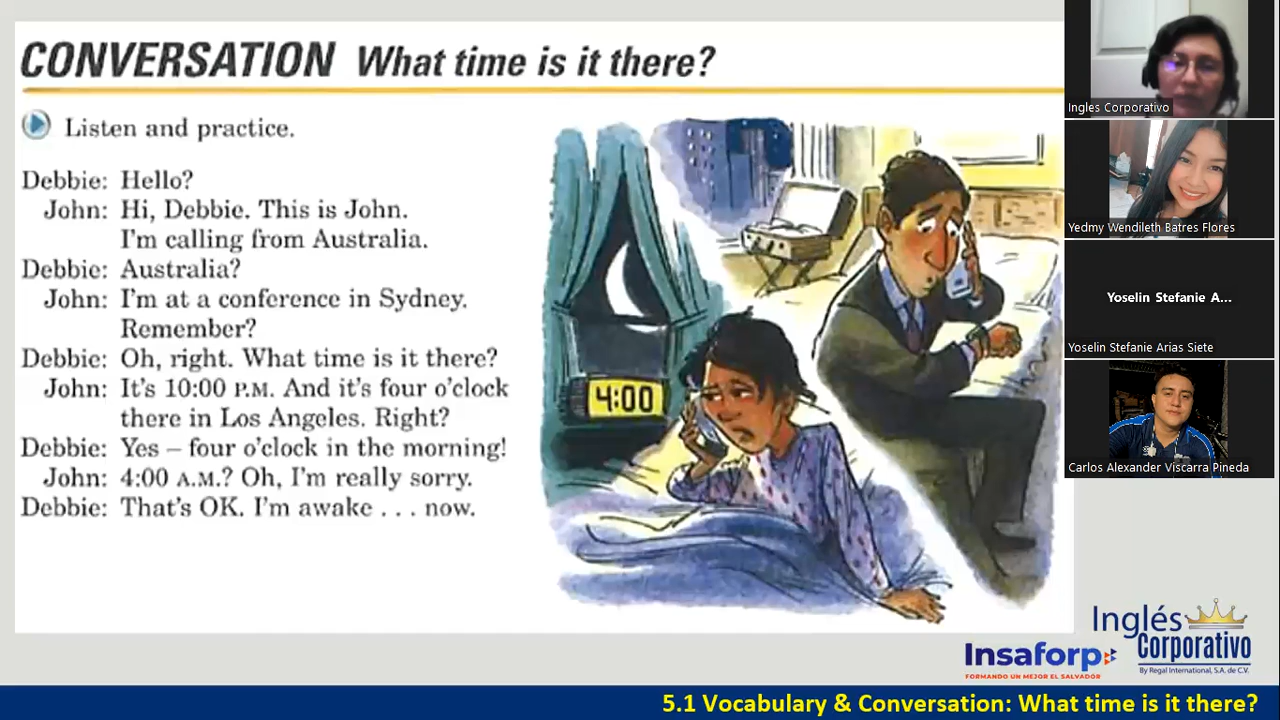 CONVERSATION What time is it there?
Listen and practice.
Debbie: Hello?
John: Hi, Debbie. This is John.
I'm calling from Australia.
Debbie: Australia?
John: I'm at a conference in Sydney.
Remember?
Debbie: Oh, right. What time is it there?
John: It's 10:00 P.M. And it's four o'clock
there in Los Angeles. Right?
Debbie: Yes – four o'clock in the morning!
John: 4:00 A.M.? Oh, I'm really sorry.
Debbie: That's OK. I'm awake . . . now.
4:00
Ingles Corporativo
Yedmy Wendileth Batres Flores
Yoselin Stefanie A...
Yoselin Stefanie Arias Siete
Carlos Alexander Viscarra Pineda
Insaforp
FORMANDO UN MEJOR EL SALVADOR
Inglés
Corporativo
By Regal International, S.A. de C.V.
5.1 Vocabulary & Conversation: What time is it there?